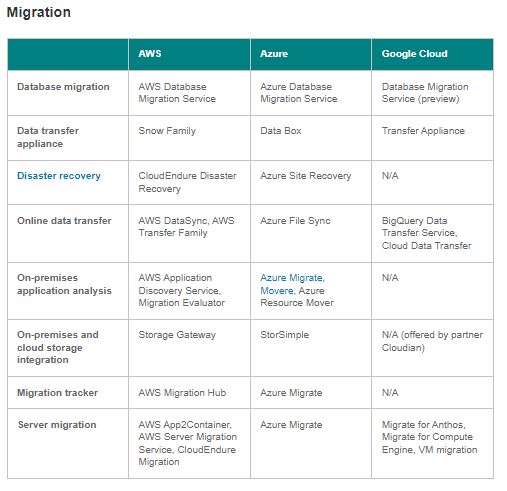 Migration
AWS Azure Google Cloud
Database migration AWS Database Azure Database Database Migration
Migration Service Migration Service Service (preview)
Data transfer Snow Family Data Box Transfer Appliance
appliance
Disaster recovery CloudEndure Disaster Azure Site Recovery N/A
Recovery
Online data transfer AWS DataSync, AWS Azure File Sync BigQuery Data
Transfer Family Transfer Service,
Cloud Data Transfer
On-premises AWS Application Azure Migrate, N/A
application analysis Discovery Service, Movere, Azure
Migration Evaluator Resource Mover
On-premises and Storage Gateway StorSimple N/A (offered by partner
cloud storage Cloudian)
integration
Migration tracker AWS Migration Hub Azure Migrate N/A
Server migration AWS App2Container, Azure Migrate Migrate for Anthos,
AWS Server Migration Migrate for Compute
Service, CloudEndure Engine, VM migration
Migration